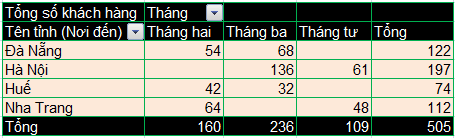 Tổng số khách hàng Tháng
Tên tỉnh (Nơi đến) Tháng hai Tháng ba Tháng tư Tổng
Đà Nẵng 54 68 122
Hà Nội 136 61 197
Huế 42 32 74
Nha Trang 64 48 112
Tổng 160 236 109 505